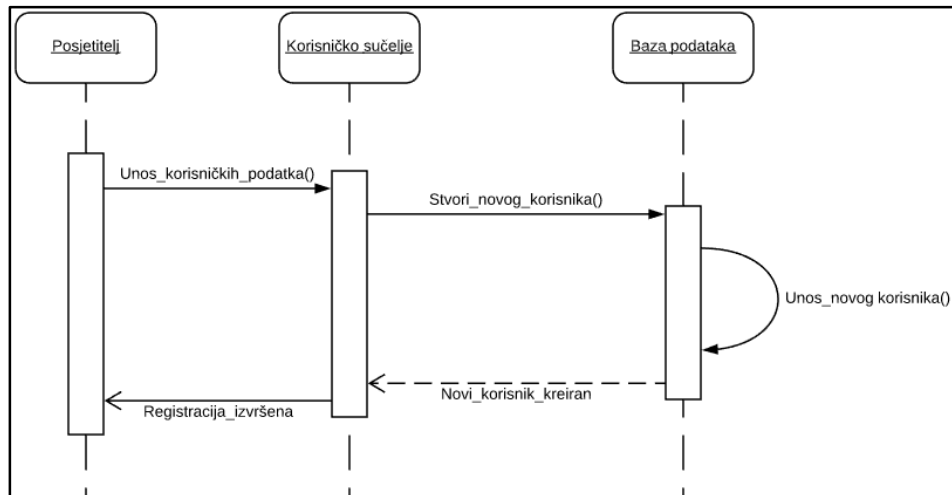 Posjetitelj
Korisničko sučelje
Baza podataka
Unos_korisničkih_podatka()
Stvori_novog_korisnika()
Unos_novog korisnika()
Novi_korisnik_kreiran
Registracija_izvršena